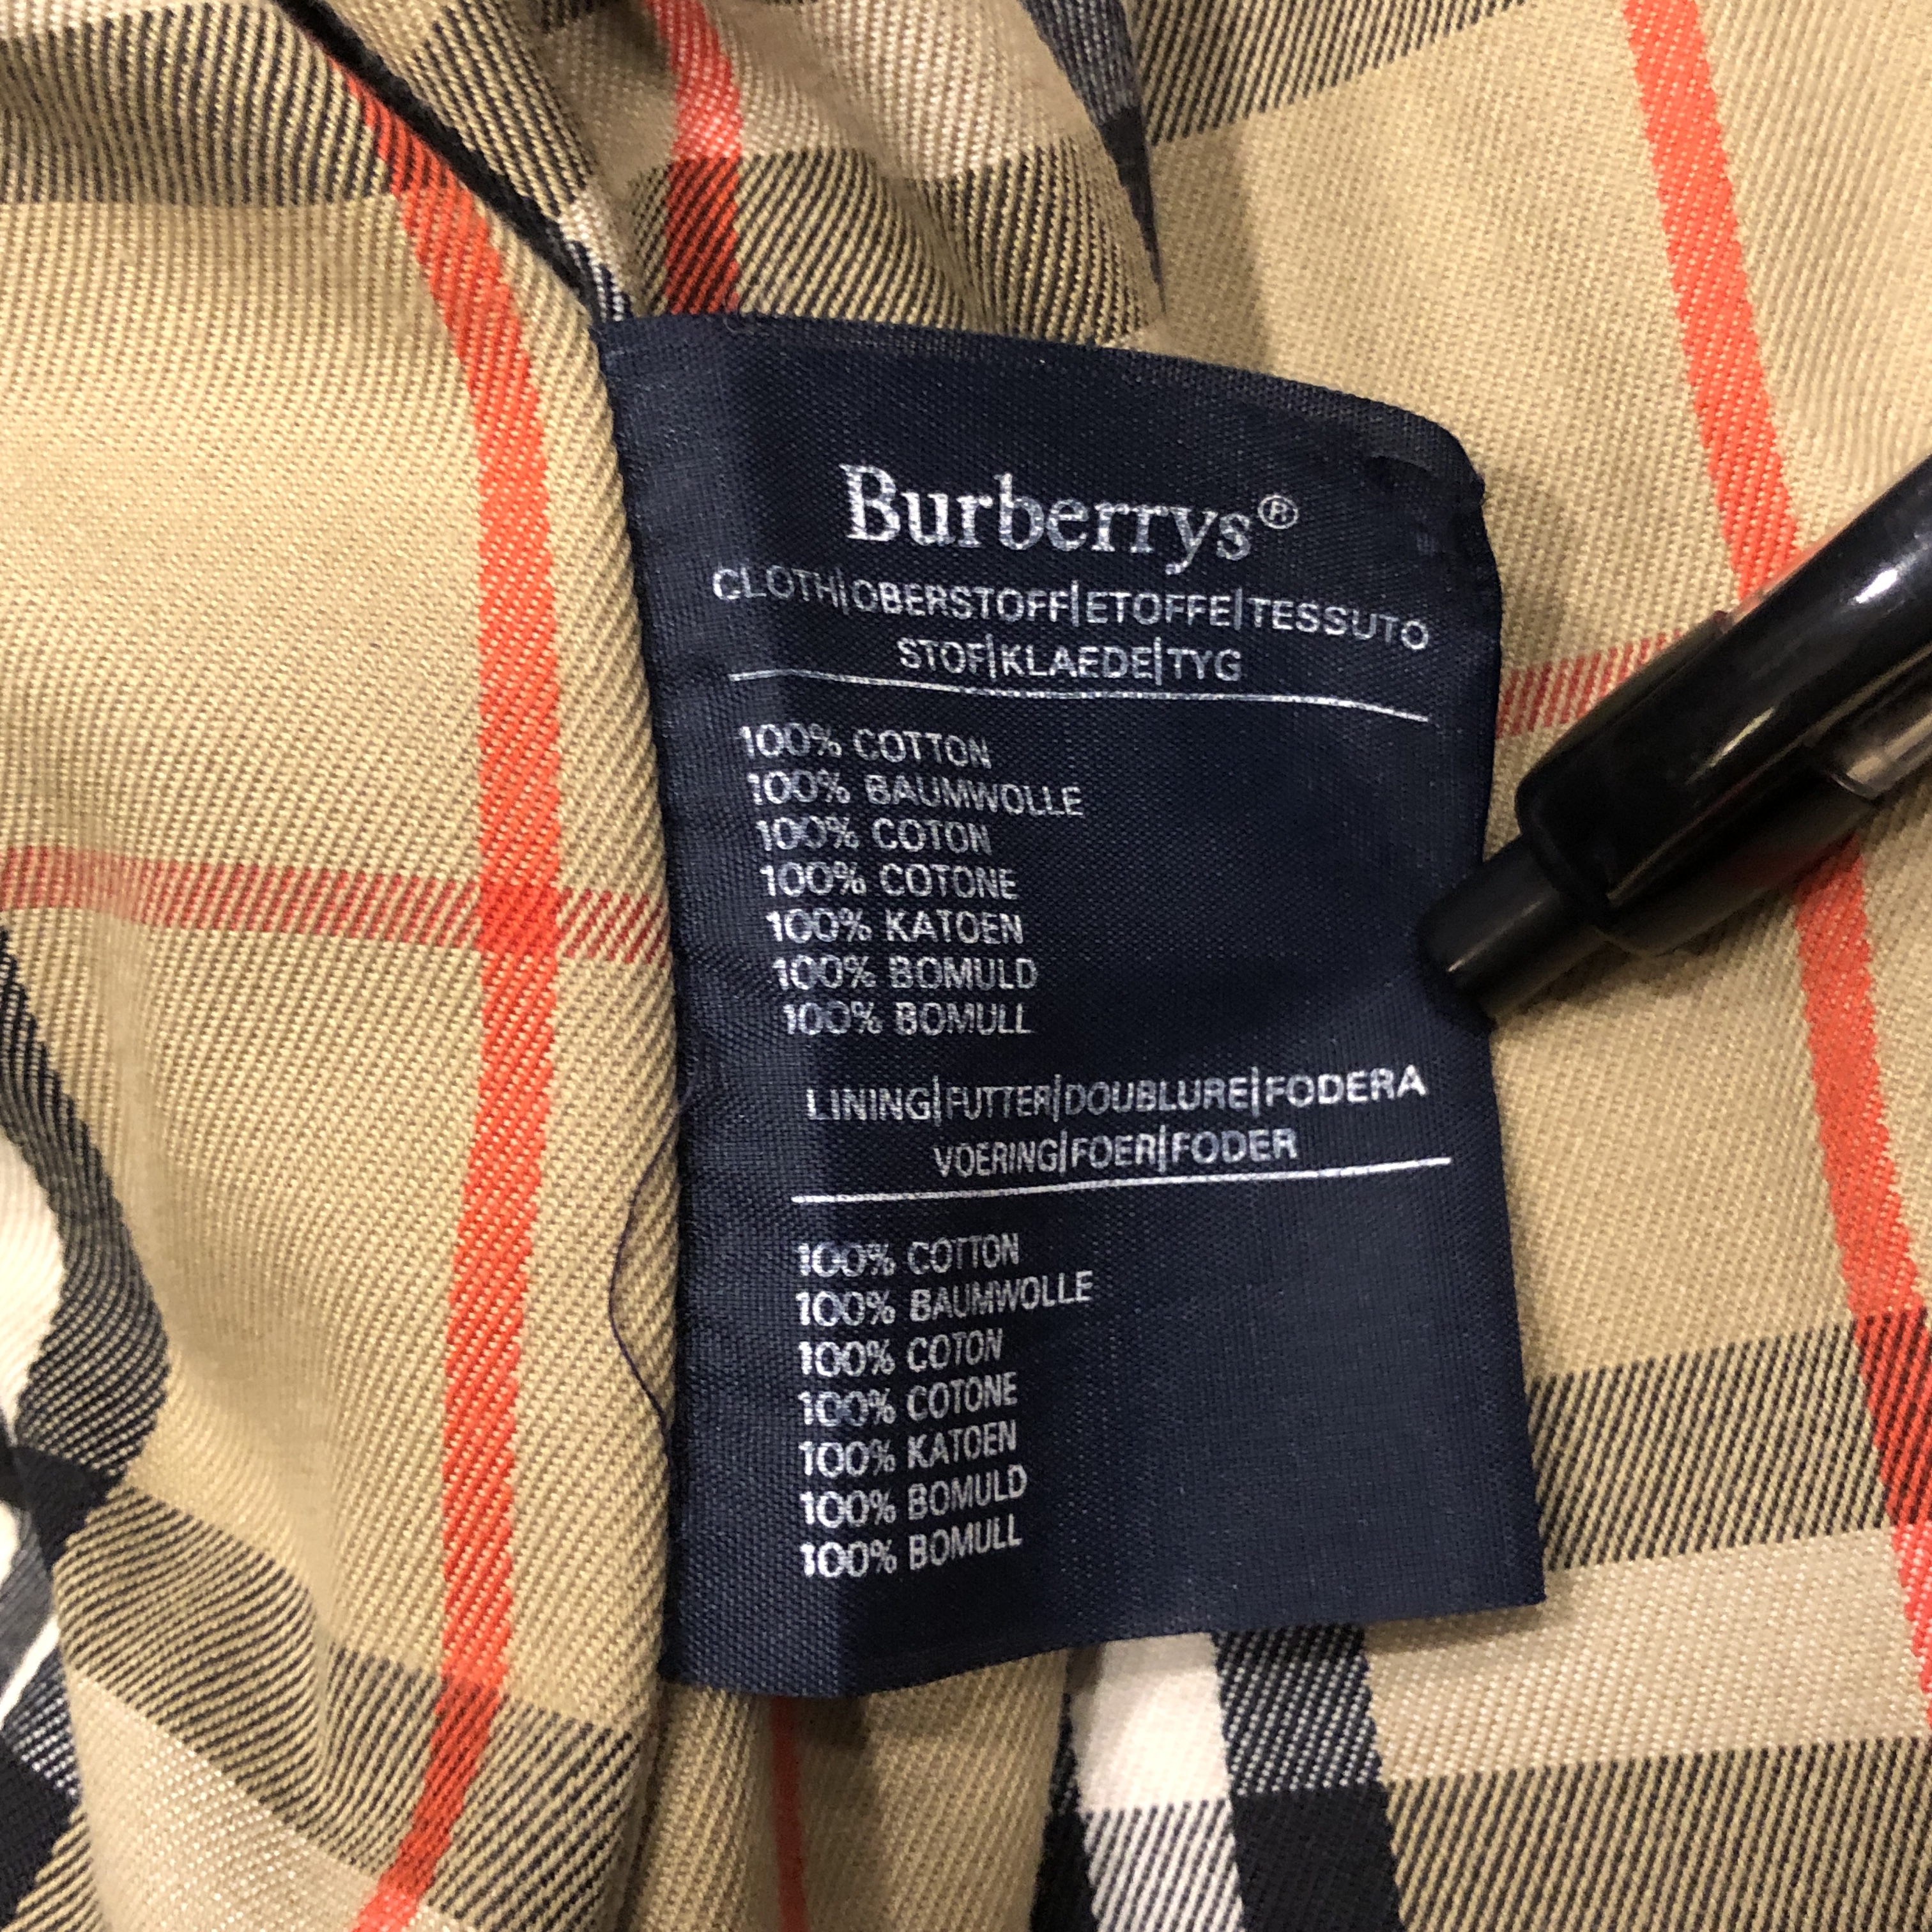 Burberrys®
CLOTH|OBERSTOFF|ETOFFE|TESSUTO
STOF|KLAEDE|TYG
100% COTTON
100% BAUMWOLLE
100% COTON
100% COTONE
100% KATOEN
100% BOMULD
100% BOMULL
LINING|FUTTER|DOUBLURE|FODERA
VOERING|FOER|FODER
100% COTTON
100% BAUMWOLLE
100% COTON
100% COTONE
100% KATOEN
100% BOMULD
100% BOMULL